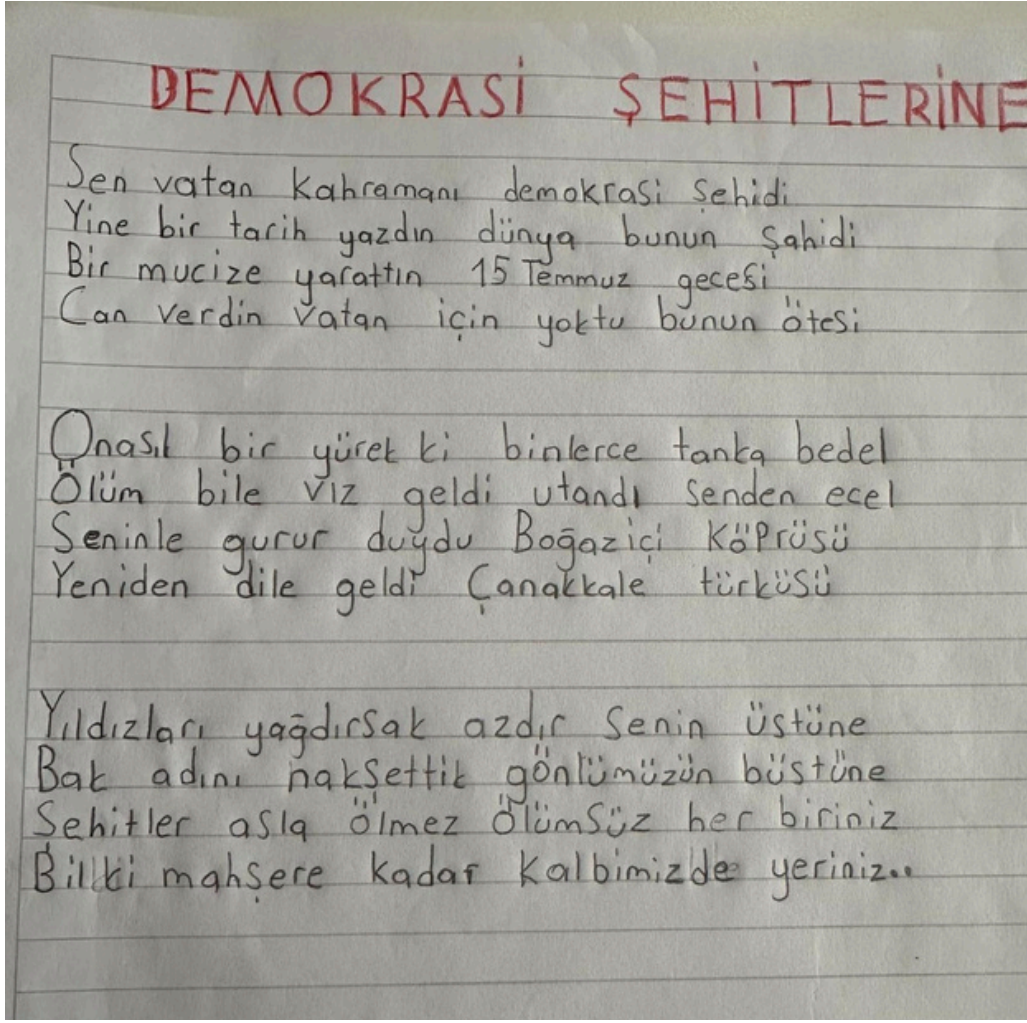 DEMOKRASİ ŞEHİTLERİNE
Sen vatan kahramanı demokrasi şehidi
Yine bir tarih yazdın dünya bunun şahidi
Bir mucize yarattın 15 Temmuz gecesi
Can verdin vatan için yoktu bunun ötesi
Onasıl bir yürek ki binlerce tanka bedel
Ölüm bile vız geldi utandı senden ecel
Seninle gurur duydu Boğaziçi Köprüsü
Yeniden dile geldi Çanakkale türküsü
Yıldızları yağdırsak azdır senin üstüne
Bak adını nakşettik gönlümüzün büstüne
Şehitler asla ölmez ölümsüz her biriniz
Bilki mahşere kadar kalbimizde yeriniz..